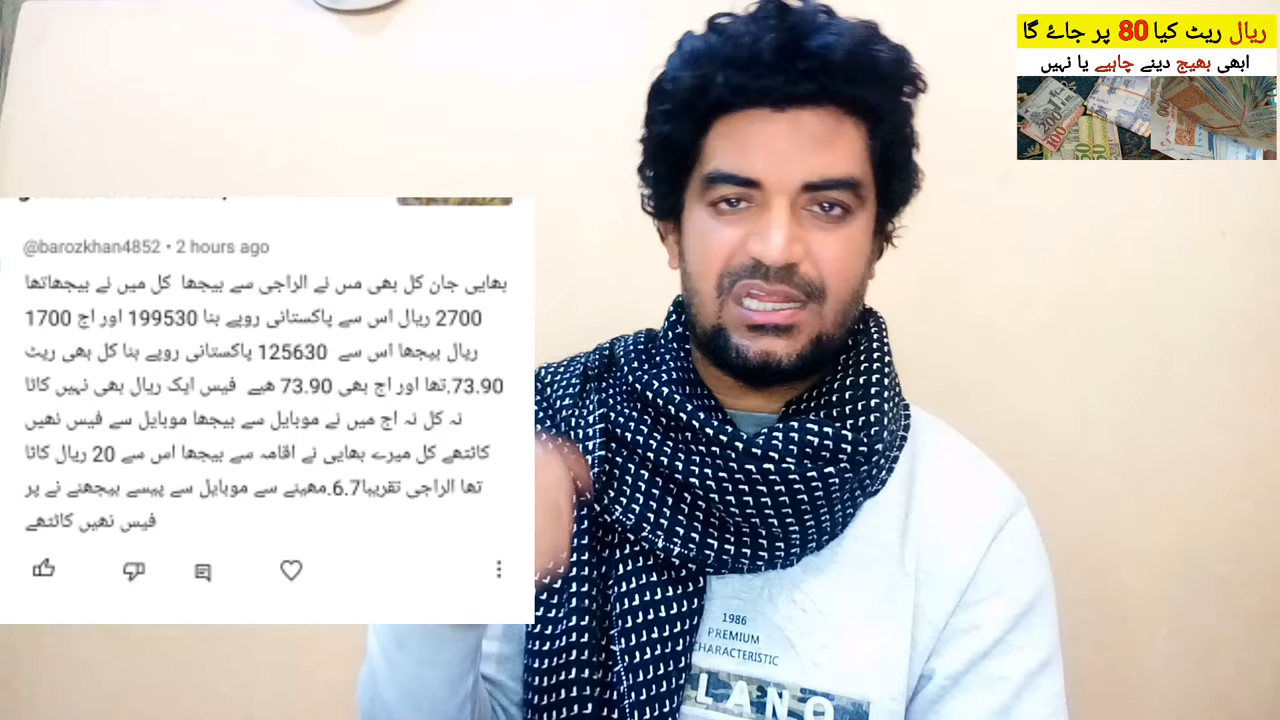 ریال ریٹ کیا 80 پر جائے گا
ابھی بھیج دینے چاہیے یا نہیں
@barozkhan4852 • 2 hours ago
بھایی جان کل بھی میں نے الراجی سے بیجھا کل میں نے بیجھاتھا
2700 ریال اس سے پاکستانی روپے بنا 199530 اور اج 1700
ریال بیجھا اس سے 125630 پاکستانی روپے بنا کل بھی ریٹ
73.90.تھا اور اج بھی 73.90 ھیے فیس ایک ریال بھی نہیں کاٹا
نہ کل نہ اج میں نے موبایل سے بیجھا موبایل سے فیس نھیں
کاٹتھے کل میرے بھایی نے اقامہ سے بیجھا اس سے 20 ریال کاٹا
تھا الراجی تقریبا6.7.مھینے سے موبایل سے پیسے بیجھنے نے پر
فیس نھیں کاٹتھے
1986
PREMIUM
CHARACTERISTIC
LANO